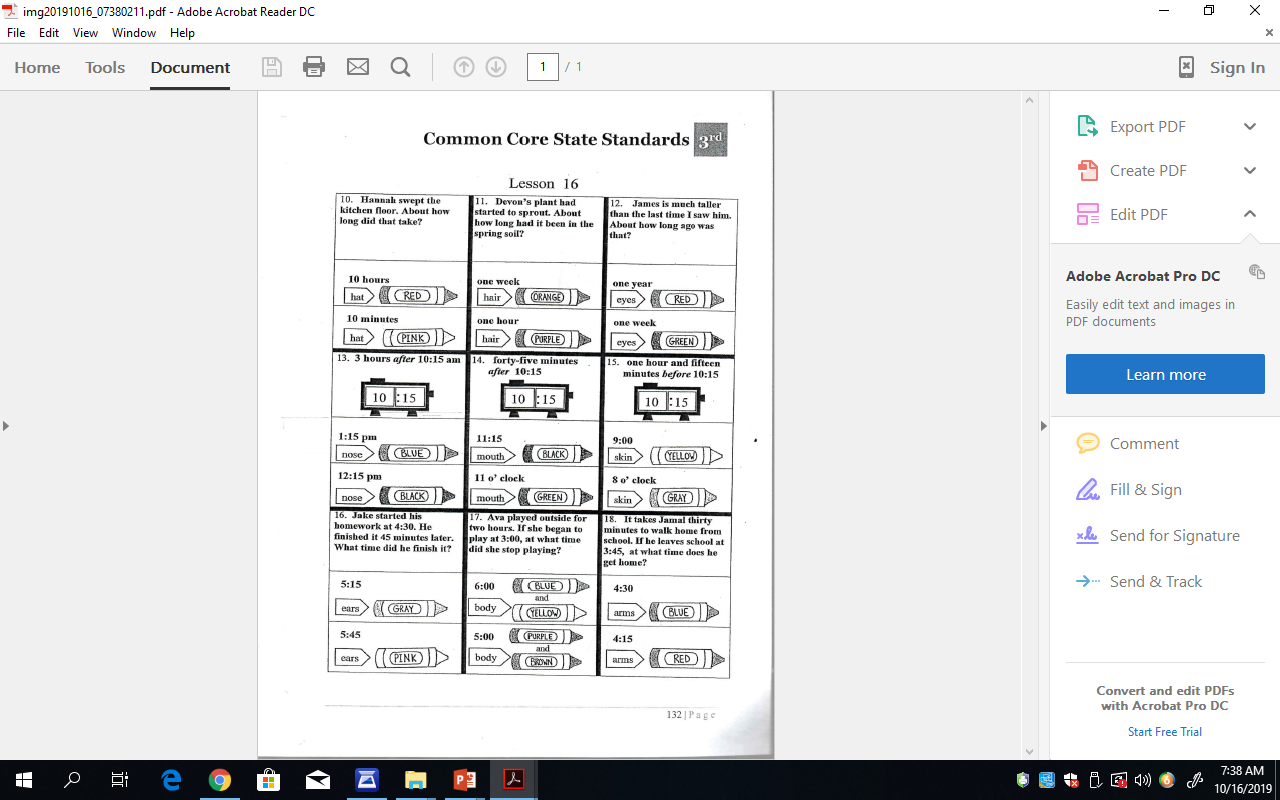 img20191016_07380211.pdf - Adobe Acrobat Reader DC
File Edit View Window Help
Home Tools Document 1 / 1 Sign In
Common Core State Standards 3rd
Lesson 16
10. Hannah swept the
kitchen floor. About how
long did that take?
10 hours
hat RED
10 minutes
hat PINK
11. Devon's plant had
started to sprout. About
how long had it been in the
spring soil?
one week
hair ORANGE
one hour
hair PURPLE
12. James is much taller
than the last time I saw him.
About how long ago was
that?
one year
eyes RED
one week
eyes GREEN
13. 3 hours after 10:15 am
10 :15
1:15 pm
nose BLUE
12:15 pm
nose BLACK
14. forty-five minutes
after 10:15
10 :15
11:15
mouth BLACK
11 o' clock
mouth GREEN
15. one hour and fifteen
minutes before 10:15
10 :15
9:00
skin YELLOW
8 o' clock
skin GRAY
16. Jake started his
homework at 4:30. He
finished it 45 minutes later.
What time did he finish it?
5:15
ears GRAY
5:45
ears PINK
17. Ava played outside for
two hours. If she began to
play at 3:00, at what time
did she stop playing?
6:00 BLUE
and
body YELLOW
5:00 PURPLE
and
body BROWN
18. It takes Jamal thirty
minutes to walk home from
school. If he leaves school at
3:45, at what time does he
get home?
4:30
arms BLUE
4:15
arms RED
132 | Page
Export PDF
Create PDF
Edit PDF
Adobe Acrobat Pro DC
Easily edit text and images in
PDF documents
Learn more
Comment
Fill & Sign
Send for Signature
Send & Track
Convert and edit PDFs
with Acrobat Pro DC
Start Free Trial
7:38 AM
10/16/2019